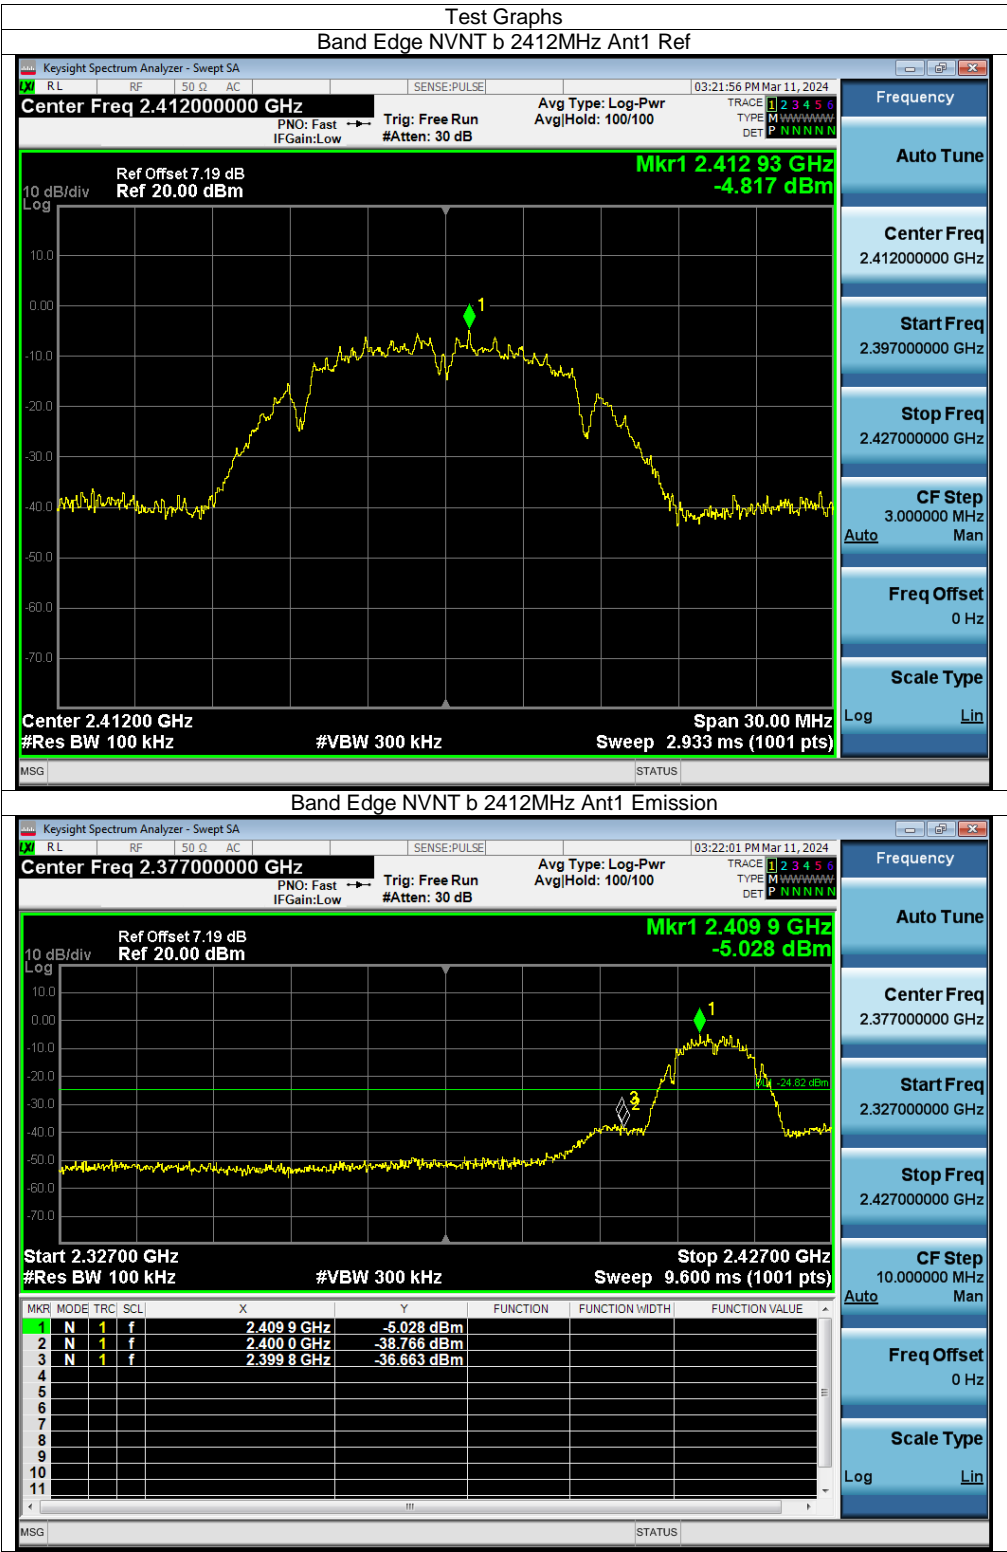 Test Graphs
Band Edge NVNT b 2412MHz Ant1 Ref
Keysight Spectrum Analyzer - Swept SA
LXI RL RF 50 Ω AC SENSE:PULSE 03:21:56 PM Mar 11, 2024
Center Freq 2.412000000 GHz
PNO: Fast
IFGain:Low
Trig: Free Run
#Atten: 30 dB
Avg Type: Log-Pwr
Avg|Hold: 100/100
TRACE 1 2 3 4 5 6
TYPE M WWWWW
DET P N N N N N
Frequency
Auto Tune
Center Freq
2.412000000 GHz
Start Freq
2.397000000 GHz
Stop Freq
2.427000000 GHz
CF Step
3.000000 MHz
Auto Man
Freq Offset
0 Hz
Scale Type
Log Lin
Mkr1 2.412 93 GHz
-4.817 dBm
Ref Offset 7.19 dB
10 dB/div Ref 20.00 dBm
Log
10.0
0.00
-10.0
-20.0
-30.0
-40.0
-50.0
-60.0
-70.0
1
Center 2.41200 GHz Span 30.00 MHz
#Res BW 100 kHz #VBW 300 kHz Sweep 2.933 ms (1001 pts)
MSG STATUS
Band Edge NVNT b 2412MHz Ant1 Emission
Keysight Spectrum Analyzer - Swept SA
LXI RL RF 50 Ω AC SENSE:PULSE 03:22:01 PM Mar 11, 2024
Center Freq 2.377000000 GHz
PNO: Fast
IFGain:Low
Trig: Free Run
#Atten: 30 dB
Avg Type: Log-Pwr
Avg|Hold: 100/100
TRACE 1 2 3 4 5 6
TYPE M WWWWW
DET P N N N N N
Frequency
Auto Tune
Center Freq
2.377000000 GHz
Start Freq
2.327000000 GHz
Stop Freq
2.427000000 GHz
CF Step
10.000000 MHz
Auto Man
Freq Offset
0 Hz
Scale Type
Log Lin
Mkr1 2.409 9 GHz
-5.028 dBm
Ref Offset 7.19 dB
10 dB/div Ref 20.00 dBm
Log
10.0
0.00
-10.0
-20.0
-30.0
-40.0
-50.0
-60.0
-70.0
1
3
2
-24.82 dBm
Start 2.32700 GHz Stop 2.42700 GHz
#Res BW 100 kHz #VBW 300 kHz Sweep 9.600 ms (1001 pts)
MKR MODE TRC SCL X Y FUNCTION FUNCTION WIDTH FUNCTION VALUE
1 N 1 f 2.409 9 GHz -5.028 dBm
2 N 1 f 2.400 0 GHz -38.766 dBm
3 N 1 f 2.399 8 GHz -36.663 dBm
4
5
6
7
8
9
10
11
MSG STATUS